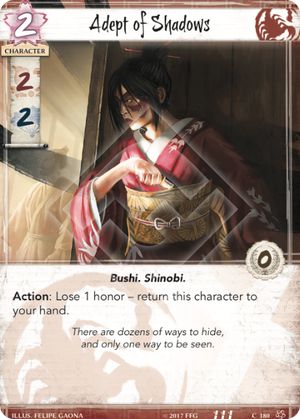 2
Adept of Shadows
CHARACTER
2
2
Bushi. Shinobi.
0
Action: Lose 1 honor – return this character to
your hand.
There are dozens of ways to hide,
and only one way to be seen.
ILLUS. FELIPE GAONA
© 2017 FFG
111
C 180